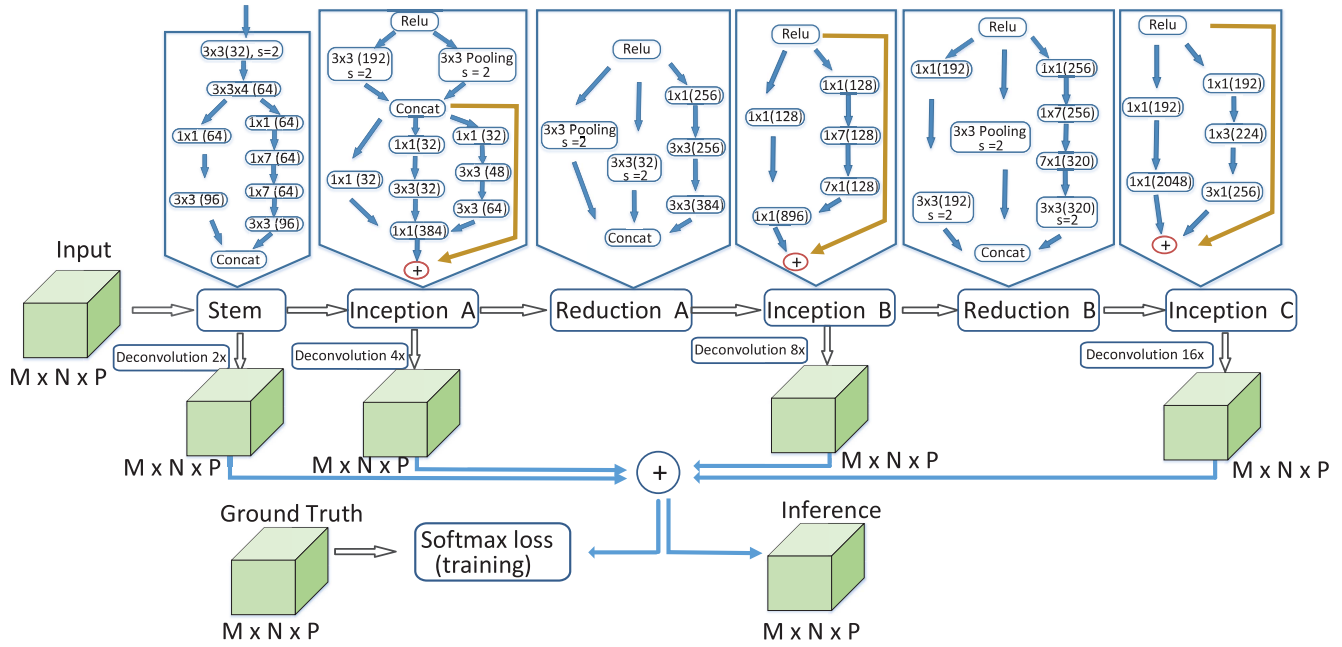 3x3(32), s=2
3x3x4 (64)
1x1 (64)
1x1 (64)
1x7 (64)
1x7 (64)
3x3 (96)
3x3 (96)
Concat
Relu
3x3 (192)
s =2
3x3 Pooling
s = 2
Concat
1x1 (32)
1x1(32)
1x1 (32)
3x3(32)
3x3 (48)
3x3 (64)
1x1(384)
+
Relu
3x3 Pooling
s =2
3x3(32)
s =2
1x1(256)
3x3(256)
3x3(384)
Concat
Relu
1x1(128)
1x1(128)
1x7(128)
7x1(128)
1x1(896)
+
Relu
1x1(192)
3x3 Pooling
s =2
1x1(256)
1x7(256)
7x1(320)
3x3(192)
s =2
3x3(320)
s=2
Concat
Relu
1x1(192)
1x1(192)
1x3(224)
1x1(2048)
3x1(256)
+
Input
M x N x P
Stem
Inception A
Reduction A
Inception B
Reduction B
Inception C
Deconvolution 2x
Deconvolution 4x
Deconvolution 8x
Deconvolution 16x
M x N x P
M x N x P
M x N x P
M x N x P
+
Ground Truth
M x N x P
Softmax loss
(training)
Inference
M x N x P